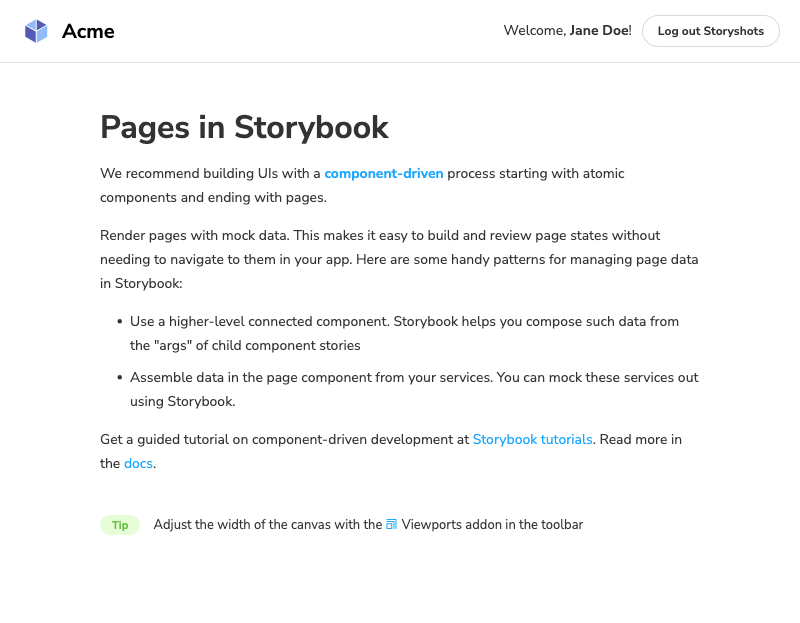 Acme
Welcome, Jane Doe!
Log out Storyshots
Pages in Storybook
We recommend building UIs with a component-driven process starting with atomic
components and ending with pages.
Render pages with mock data. This makes it easy to build and review page states without
needing to navigate to them in your app. Here are some handy patterns for managing page data
in Storybook:
• Use a higher-level connected component. Storybook helps you compose such data from
the "args" of child component stories
• Assemble data in the page component from your services. You can mock these services out
using Storybook.
Get a guided tutorial on component-driven development at Storybook tutorials. Read more in
the docs.
Tip
Adjust the width of the canvas with the Viewports addon in the toolbar